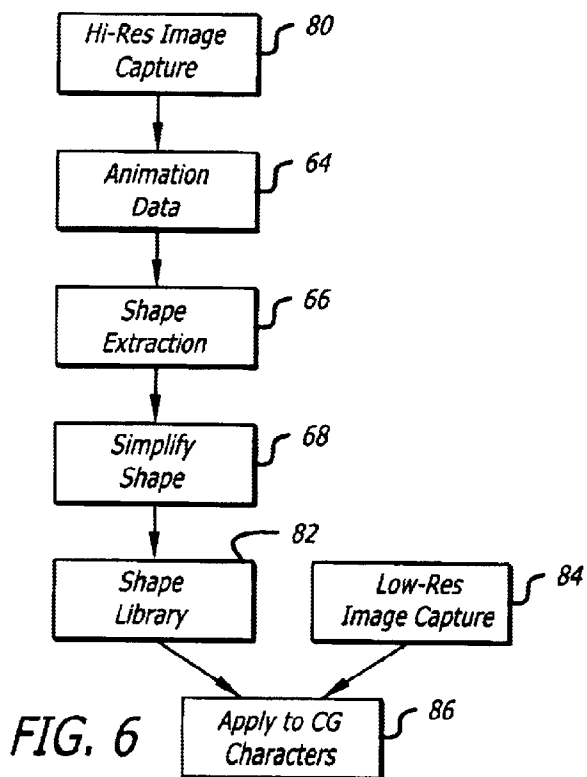 Hi-Res Image
Capture
80
Animation
Data
64
Shape
Extraction
66
Simplify
Shape
68
Shape
Library
82
Low-Res
Image Capture
84
Apply to CG
Characters
86
FIG. 6